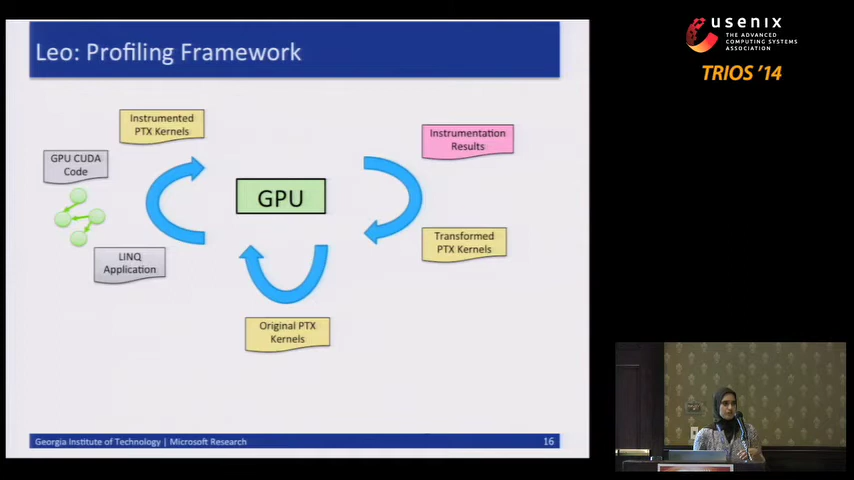 Leo: Profiling Framework
Instrumented
PTX Kernels
GPU CUDA
Code
LINQ
Application
GPU
Original PTX
Kernels
Instrumentation
Results
Transformed
PTX Kernels
Georgia Institute of Technology | Microsoft Research
16
usenix
THE ADVANCED
COMPUTING SYSTEMS
ASSOCIATION
TRIOS '14